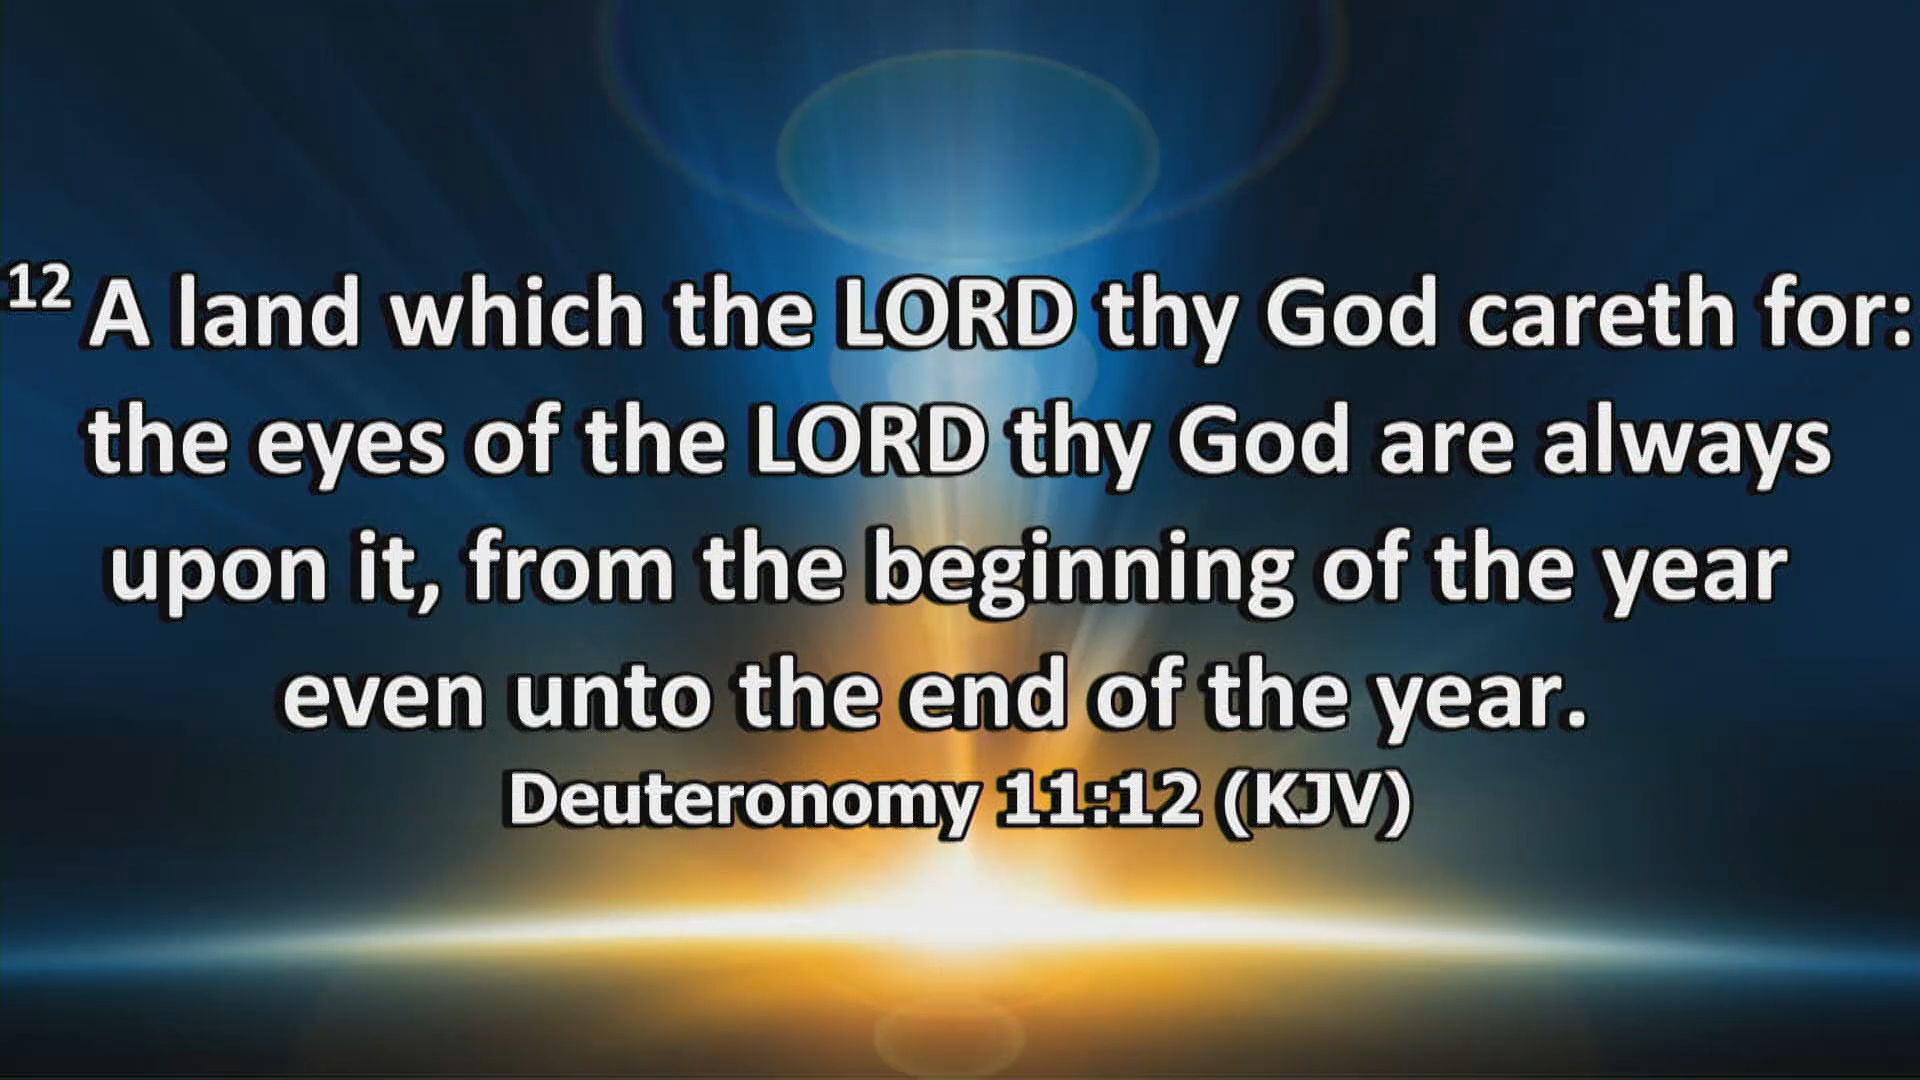 12 A land which the LORD thy God careth for:
the eyes of the LORD thy God are always
upon it, from the beginning of the year
even unto the end of the year.
Deuteronomy 11:12 (KJV)